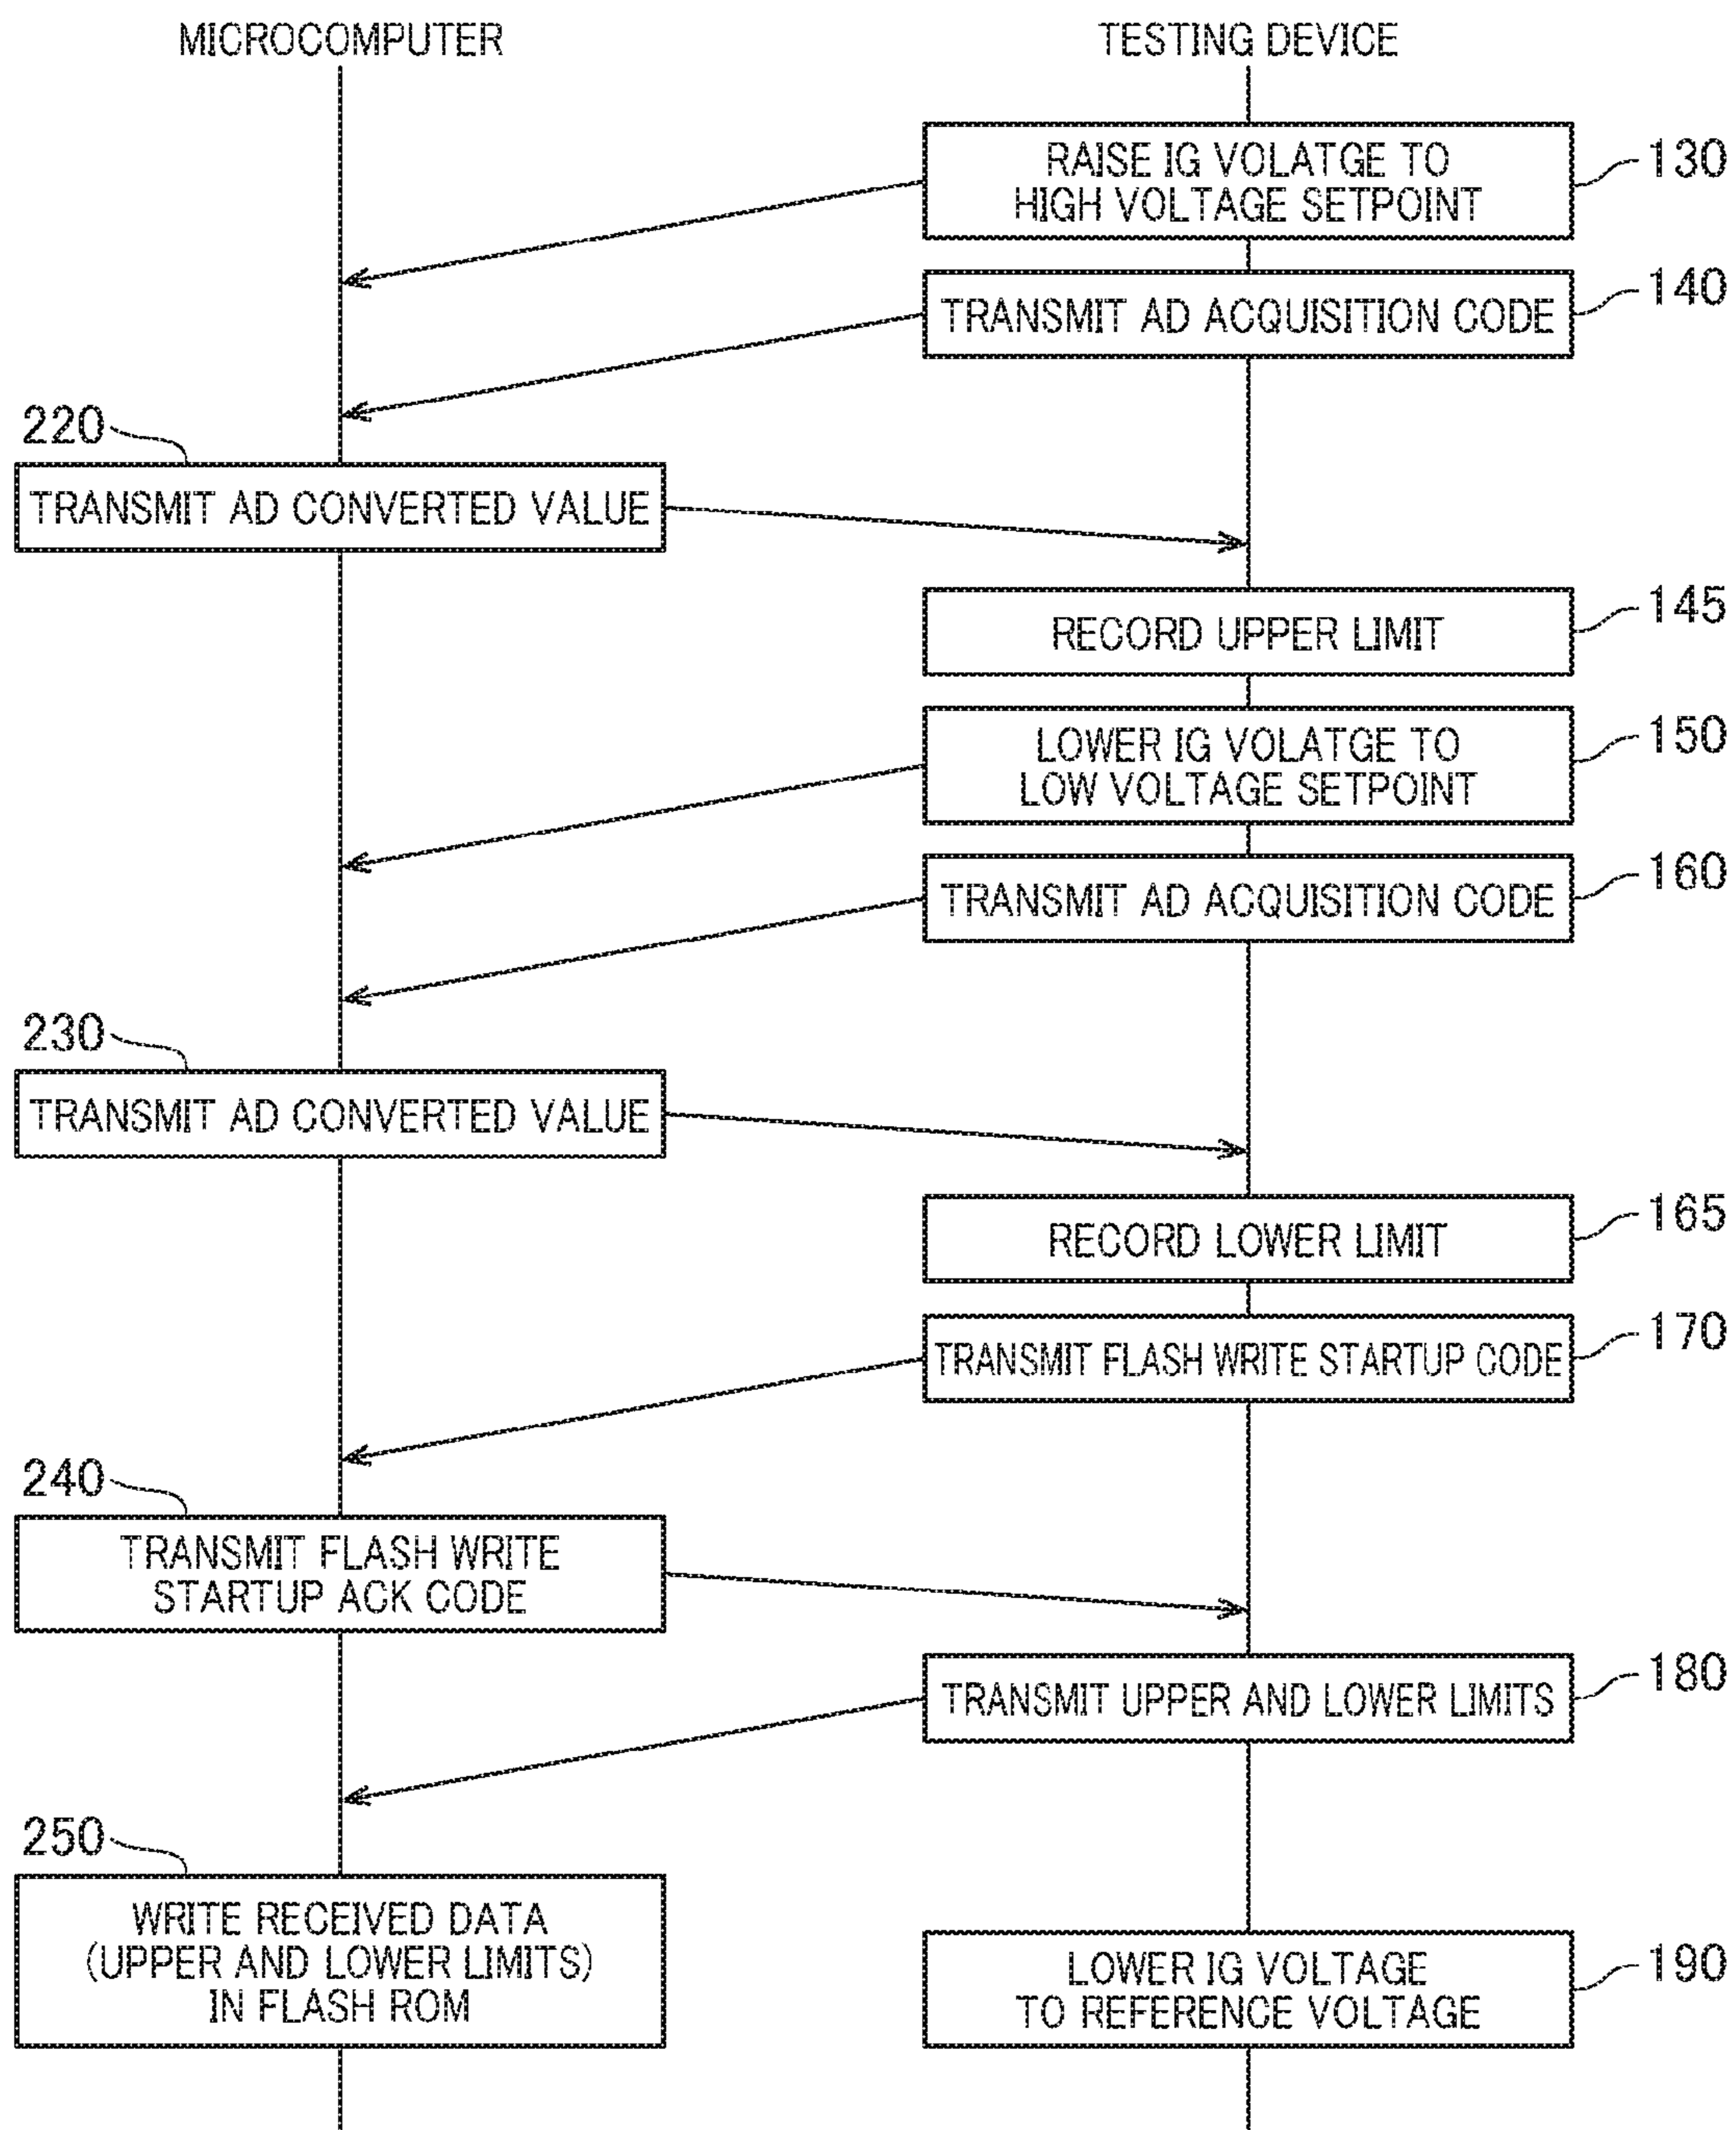 MICROCOMPUTER
TESTING DEVICE
RAISE IG VOLATGE TO
HIGH VOLTAGE SETPOINT
130
TRANSMIT AD ACQUISITION CODE
140
220
TRANSMIT AD CONVERTED VALUE
RECORD UPPER LIMIT
145
LOWER IG VOLATGE TO
LOW VOLTAGE SETPOINT
150
TRANSMIT AD ACQUISITION CODE
160
230
TRANSMIT AD CONVERTED VALUE
RECORD LOWER LIMIT
165
TRANSMIT FLASH WRITE STARTUP CODE
170
240
TRANSMIT FLASH WRITE
STARTUP ACK CODE
TRANSMIT UPPER AND LOWER LIMITS
180
250
WRITE RECEIVED DATA
(UPPER AND LOWER LIMITS)
IN FLASH ROM
LOWER IG VOLTAGE
TO REFERENCE VOLTAGE
190